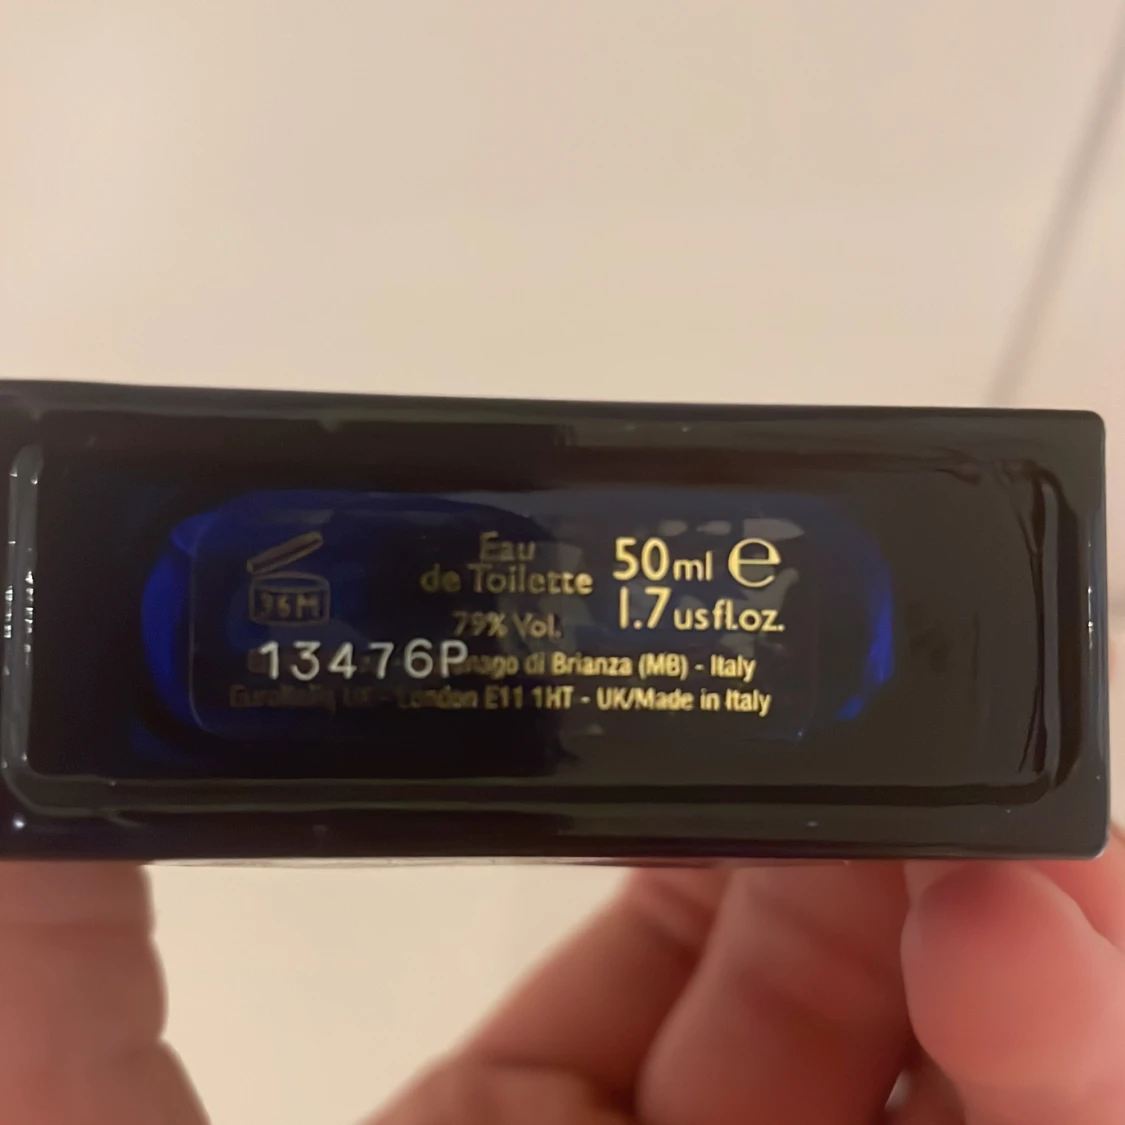 36M
Eau
de Toilette
79% Vol.
50ml e
1.7 us fl.oz.
13476P
di Brianza (MB) - Italy
London E11 1HT - UK/Made in Italy